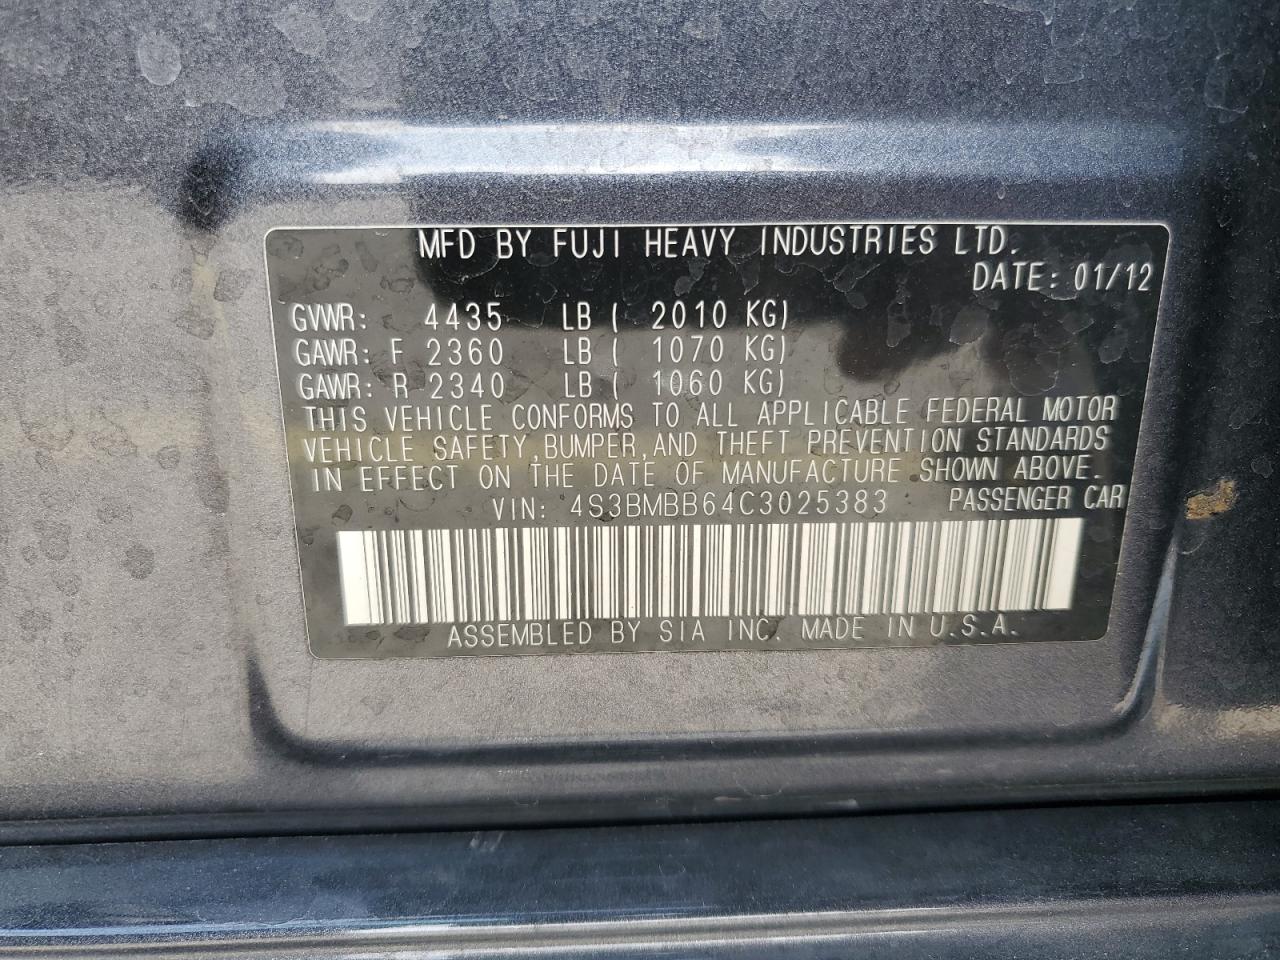 MFD BY FUJI HEAVY INDUSTRIES LTD.
DATE: 01/12
GVWR: 4435 LB ( 2010 KG)
GAWR: F 2360 LB ( 1070 KG)
GAWR: R 2340 LB ( 1060 KG)
THIS VEHICLE CONFORMS TO ALL APPLICABLE FEDERAL MOTOR
VEHICLE SAFETY, BUMPER, AND THEFT PREVENTION STANDARDS
IN EFFECT ON THE DATE OF MANUFACTURE SHOWN ABOVE.
VIN: 4S3BMBB64C3025383 PASSENGER CAR
ASSEMBLED BY SIA INC. MADE IN U.S.A.